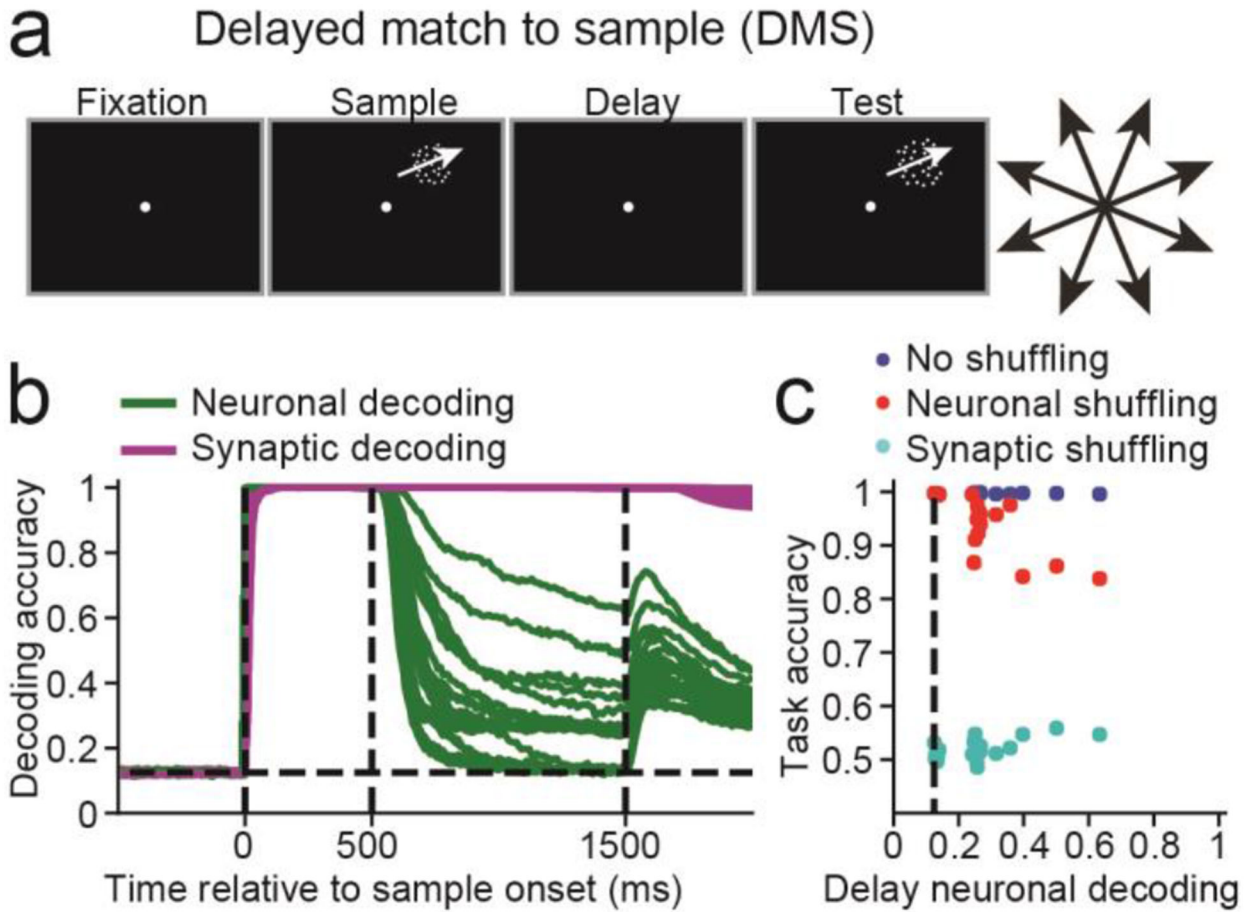 a
Delayed match to sample (DMS)
Fixation Sample Delay Test
b
Neuronal decoding
Synaptic decoding
Decoding accuracy
1
0.8
0.6
0.4
0.2
0
0 500 1500
Time relative to sample onset (ms)
c
No shuffling
Neuronal shuffling
Synaptic shuffling
Task accuracy
1
0.9
0.8
0.7
0.6
0.5
0 0.2 0.4 0.6 0.8 1
Delay neuronal decoding